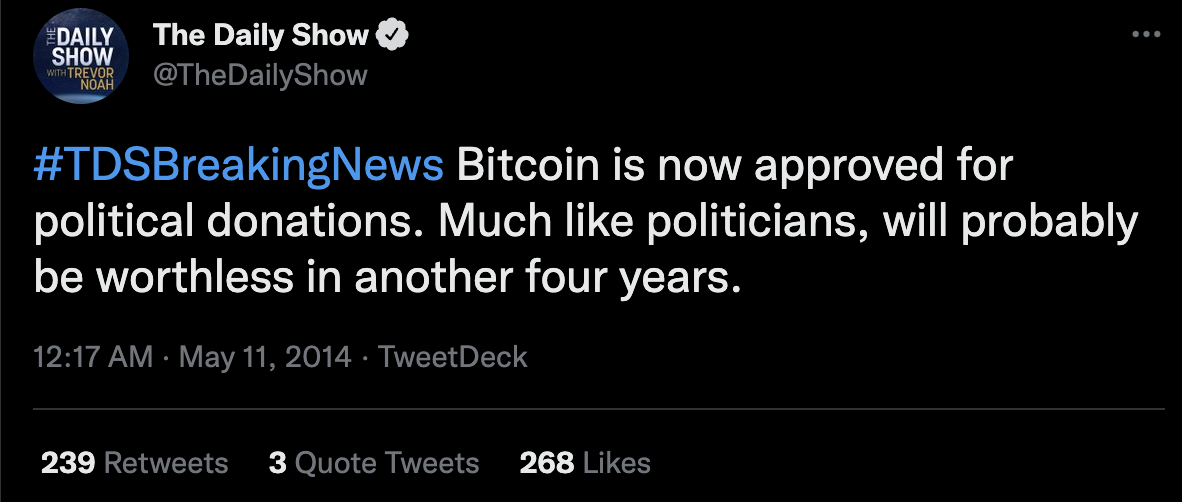 THE
DAILY
SHOW
WITH TREVOR
NOAH
The Daily Show
@TheDailyShow
#TDSBreakingNews Bitcoin is now approved for
political donations. Much like politicians, will probably
be worthless in another four years.
12:17 AM · May 11, 2014 · TweetDeck
239 Retweets 3 Quote Tweets 268 Likes